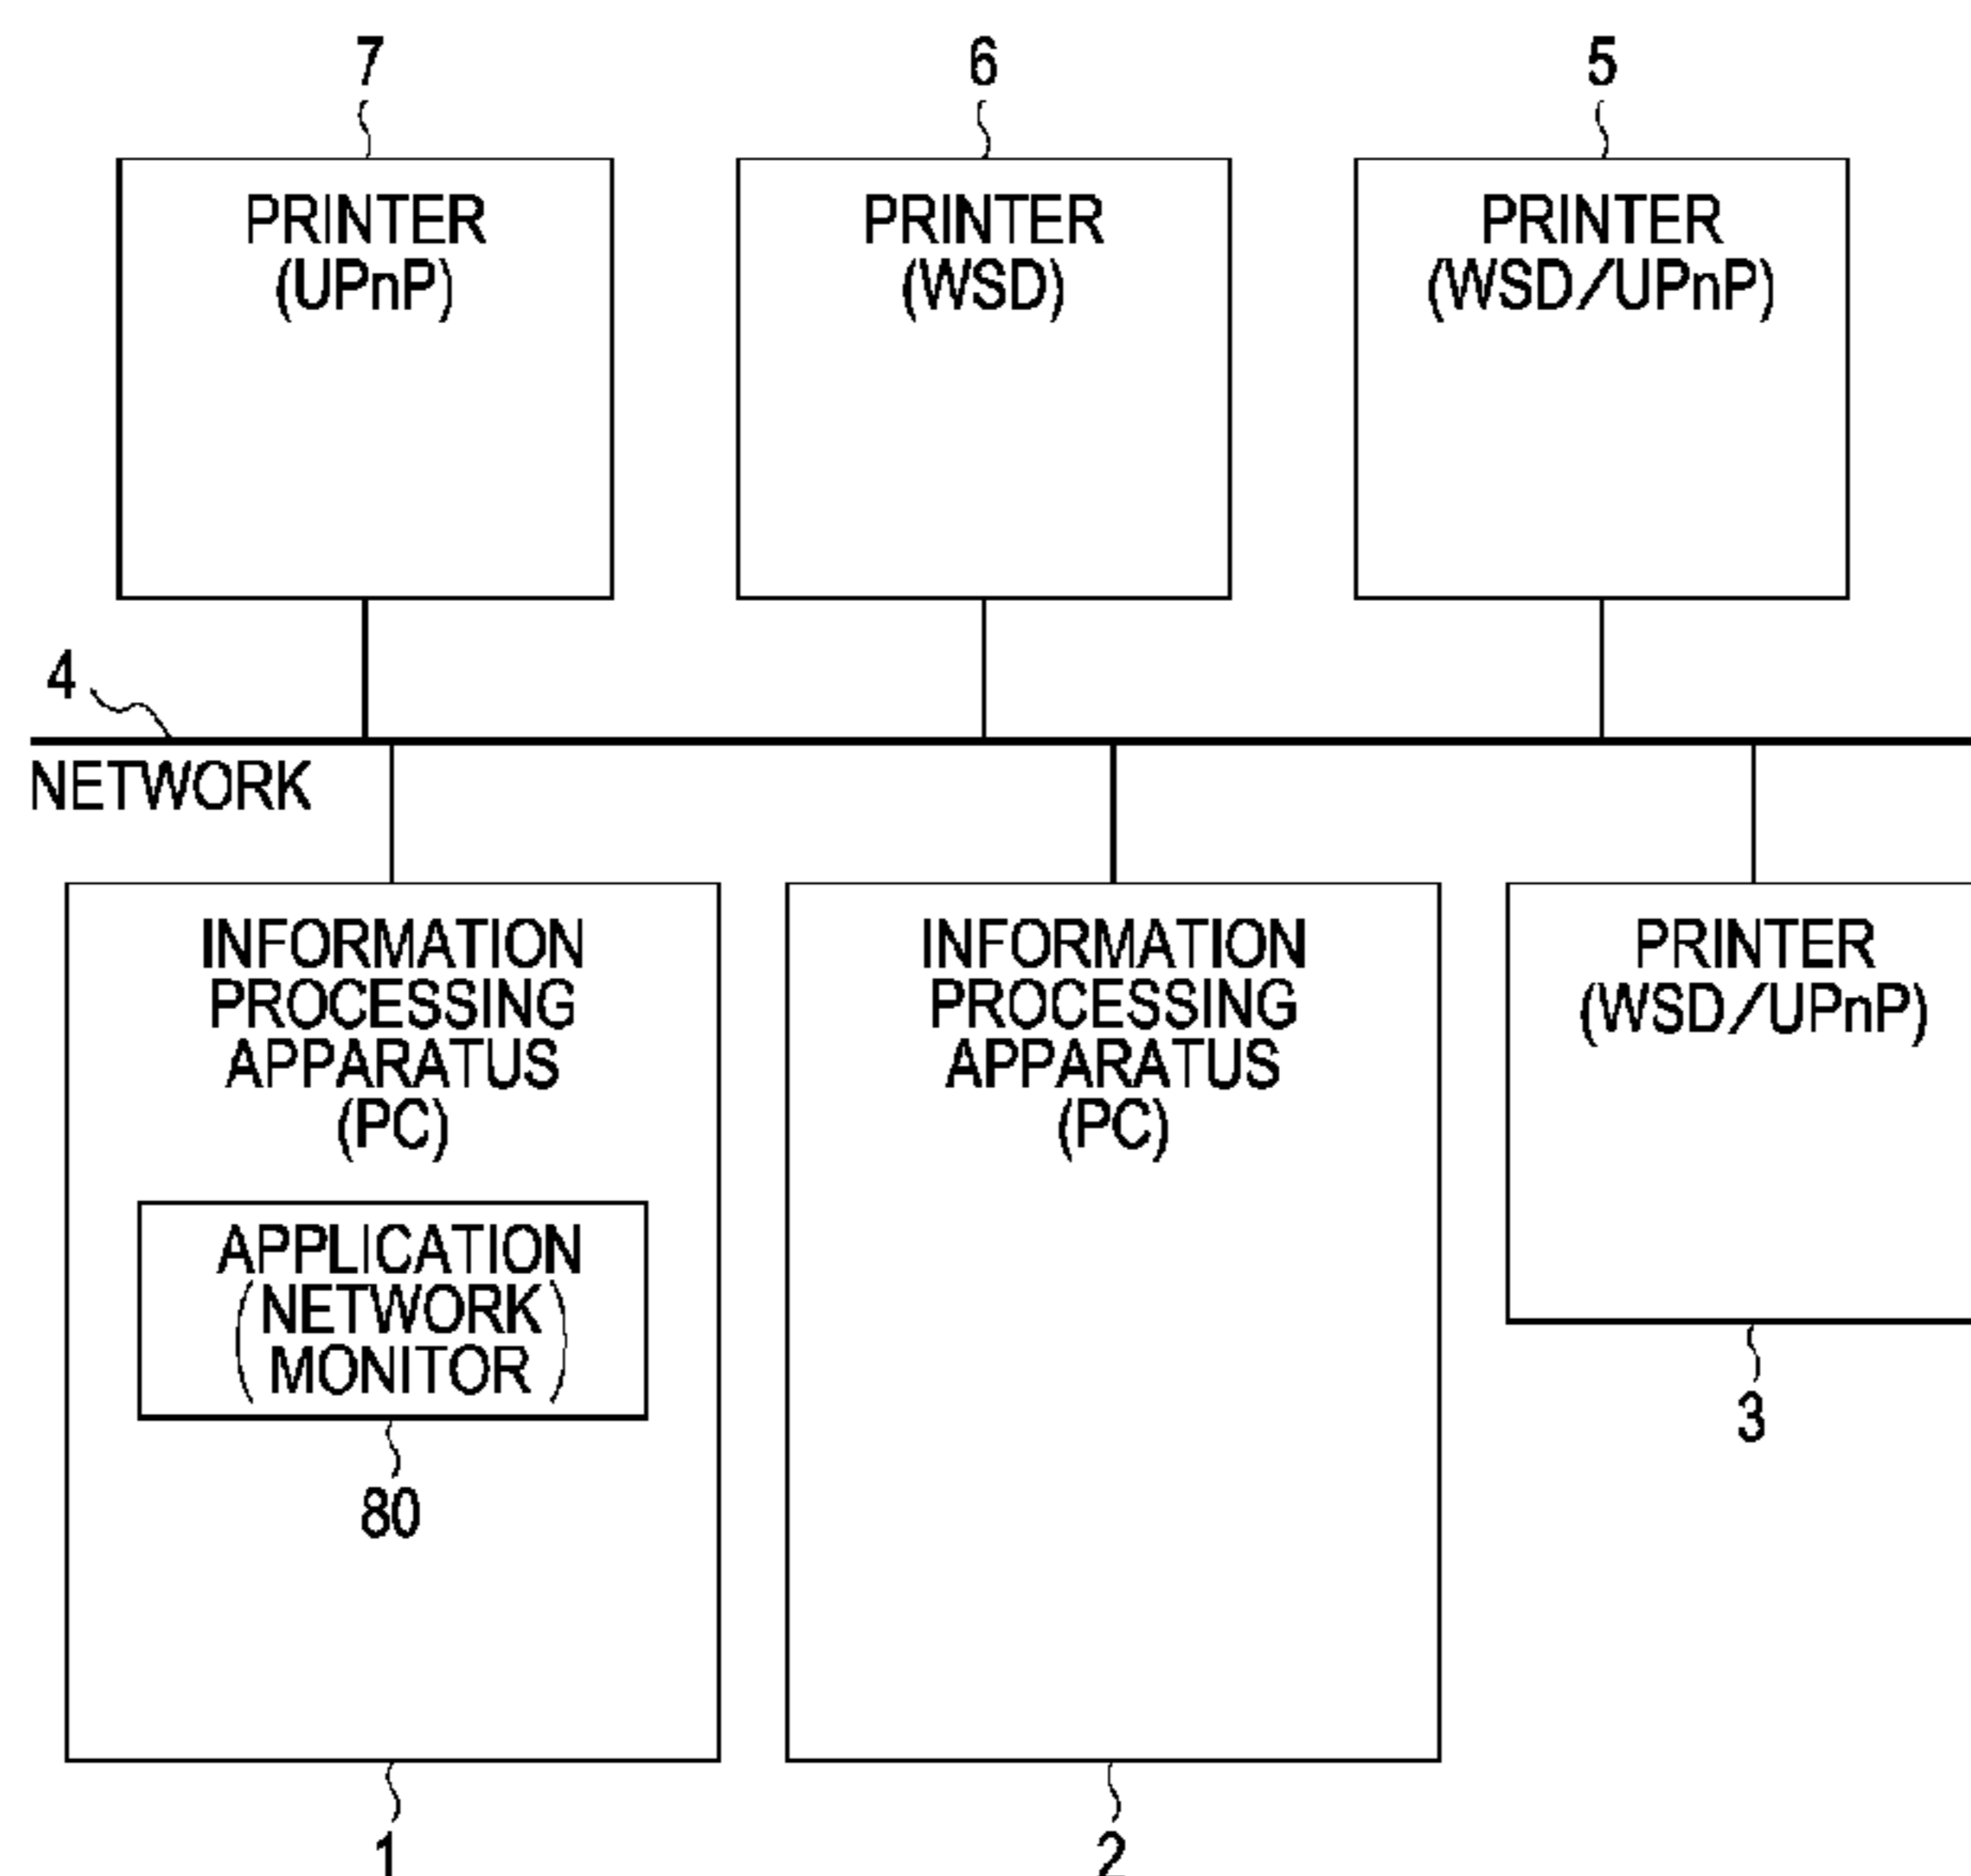 7
6
5
PRINTER
(UPnP)
PRINTER
(WSD)
PRINTER
(WSD/UPnP)
4
NETWORK
INFORMATION
PROCESSING
APPARATUS
(PC)
APPLICATION
(NETWORK
MONITOR)
80
1
INFORMATION
PROCESSING
APPARATUS
(PC)
2
PRINTER
(WSD/UPnP)
3